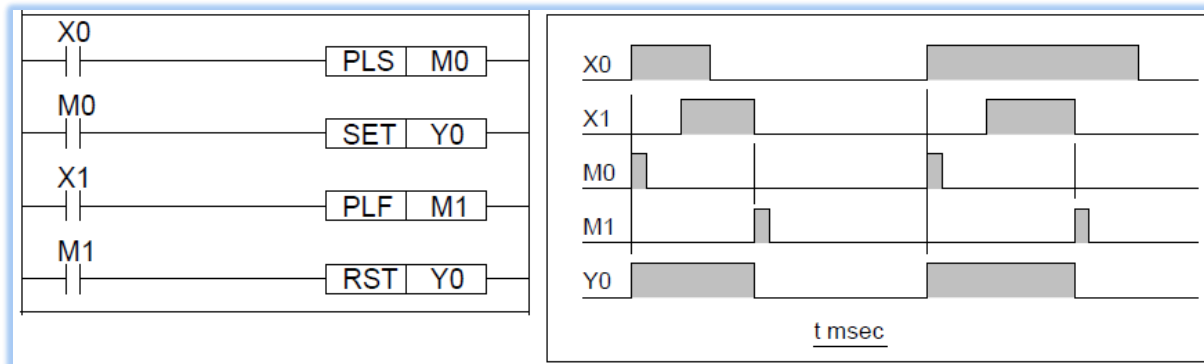 X0
PLS M0
M0
SET Y0
X1
PLF M1
M1
RST Y0
X0
X1
M0
M1
Y0
t msec